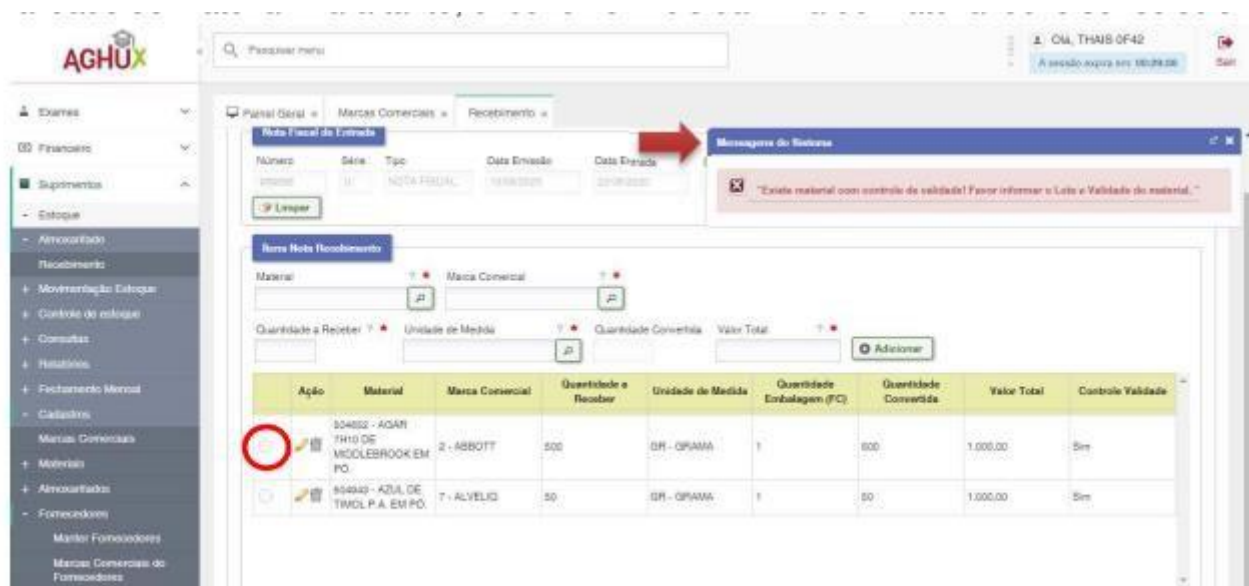 AGHUX
Pesquisar menu
Olá, THAIS 0F42
A sessão expira em
Sair
Exames
Financeiro
Suprimentos
- Estoque
- Almoxarifado
Recebimento
+ Movimentação Estoque
+ Controle de estoque
+ Consultas
+ Relatórios
+ Fechamento Mensal
- Cadastros
Marcas Comerciais
+ Materiais
+ Almoxarifados
- Fornecedores
Manter Fornecedores
Marcas Comerciais do
Fornecedores
Painel Geral Marcas Comerciais Recebimento
Nota Fiscal de Entrada
Número Série Tipo Data Emissão Data Entrada
NOTA FISCAL
Limpar
Mensagens do Sistema
"Existe material com controle de validade! Favor informar o Lote e Validade do material."
Itens Nota Recebimento
Material ? * Marca Comercial ? *
Quantidade a Receber ? * Unidade de Medida ? * Quantidade Convertida Valor Total ? *
Adicionar
Ação Material Marca Comercial Quantidade a Receber Unidade de Medida Quantidade Embalagem (FC) Quantidade Convertida Valor Total Controle Validade
AGAR 7H10 DE MIDDLEBROOK EM PO. 2 - ABBOTT 500 GR - GRAMA 1 500 1.000,00 Sim
AZUL DE TIMOL P.A. EM PO. 7 - ALVELIQ 50 GR - GRAMA 1 50 1.000,00 Sim